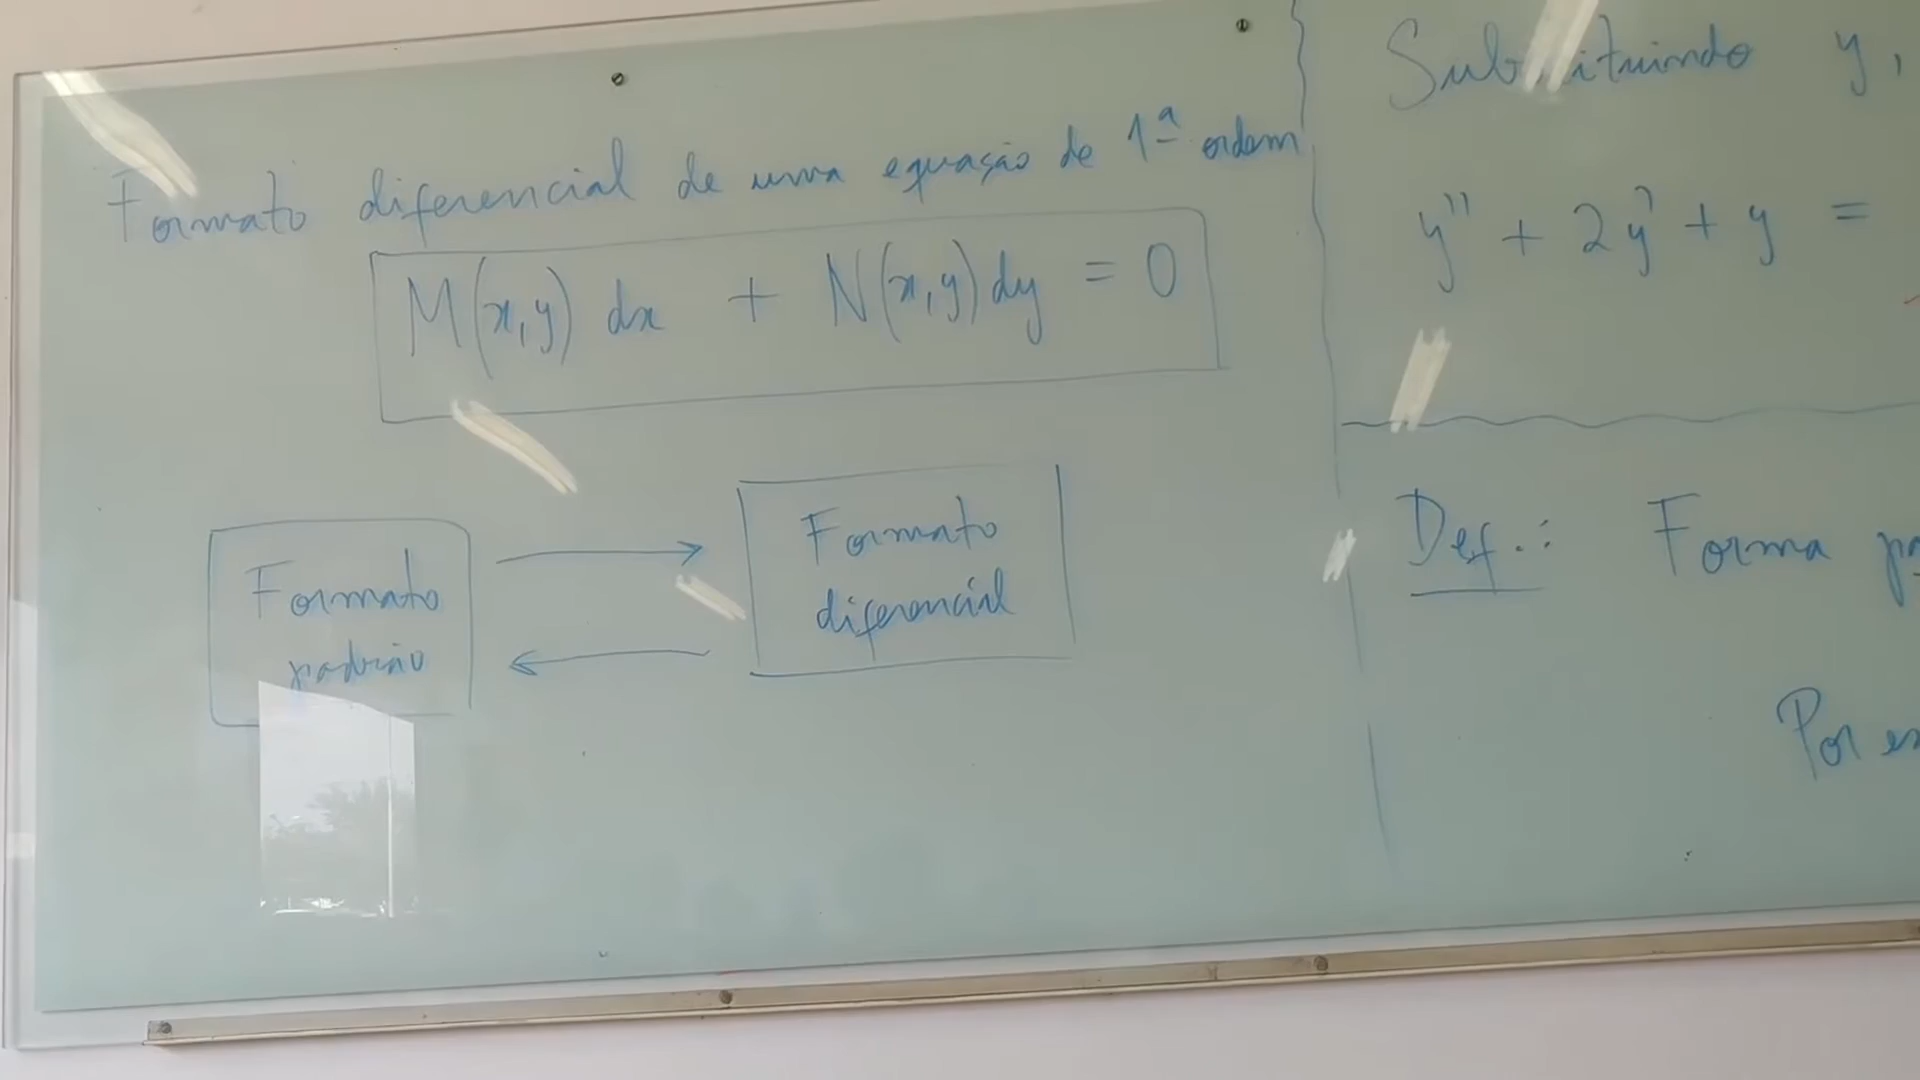 Formato diferencial de uma equação de 1ª ordem
M(x,y) dx + N(x,y) dy = 0
Formato
padrão
Formato
diferencial
Substituindo y,
y'' + 2y' + y =
Def.: Forma
Por